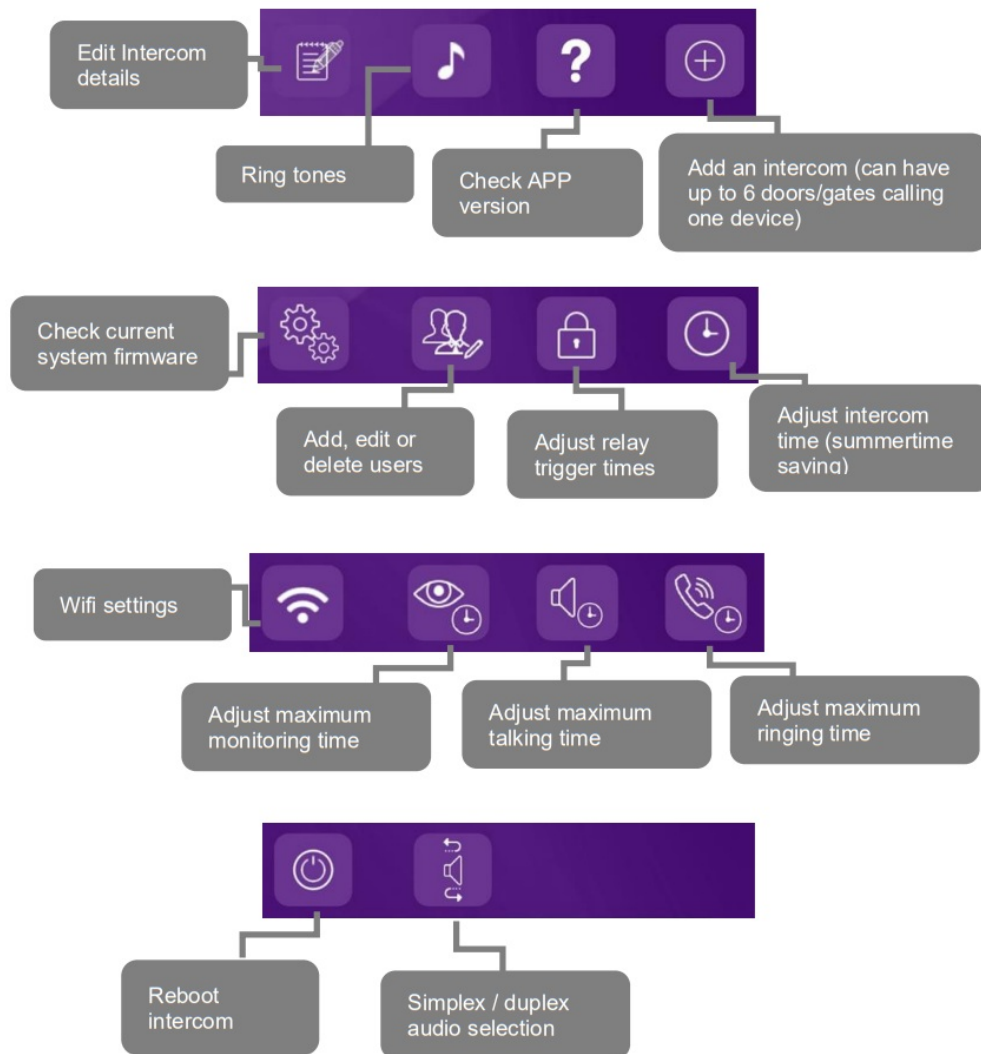 Edit Intercom
details
Ring tones
Check APP
version
Add an intercom (can have
up to 6 doors/gates calling
one device)
Check current
system firmware
Add, edit or
delete users
Adjust relay
trigger times
Adjust intercom
time (summertime
saving)
Wifi settings
Adjust maximum
monitoring time
Adjust maximum
talking time
Adjust maximum
ringing time
Reboot
intercom
Simplex / duplex
audio selection